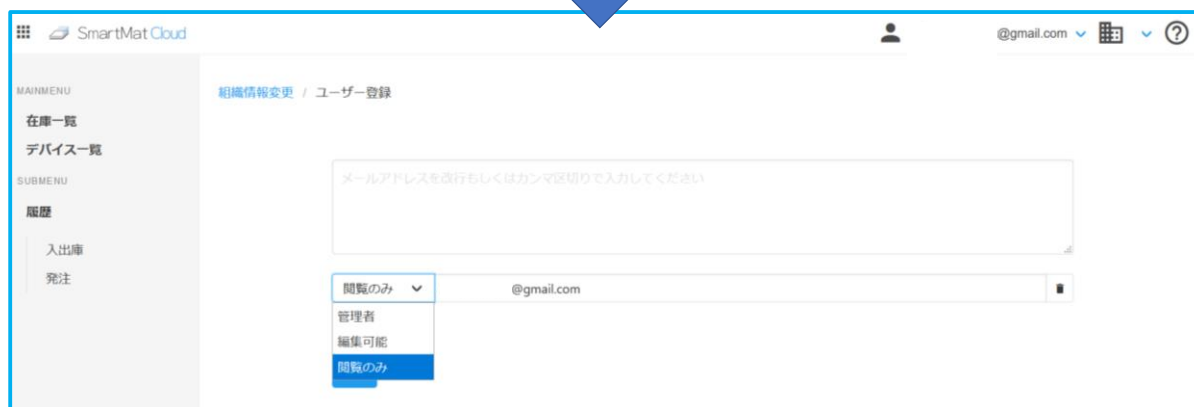 SmartMat Cloud
@gmail.com
MAINMENU
組織情報変更 / ユーザー登録
在庫一覧
デバイス一覧
SUBMENU
履歴
入出庫
発注
メールアドレスを改行もしくはカンマ区切りで入力してください
閲覧のみ
@gmail.com
管理者
編集可能
閲覧のみ